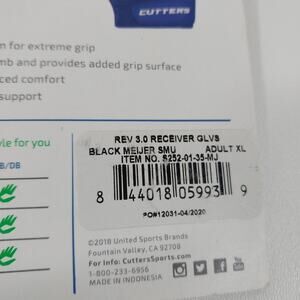 CUTTERS
m for extreme grip
mb and provides added grip surface
ced comfort
support
tyle for you
B/DB
REV 3.0 RECEIVER GLVS
BLACK MEIJER SMU ADULT XL
ITEM NO. S252-01-35-MJ
8 44018 05993 9
PO#12031-04/2020
©2018 United Sports Brands
Fountain Valley, CA 92708
For Info: CuttersSports.com
1-800-233-6956
MADE IN INDONESIA